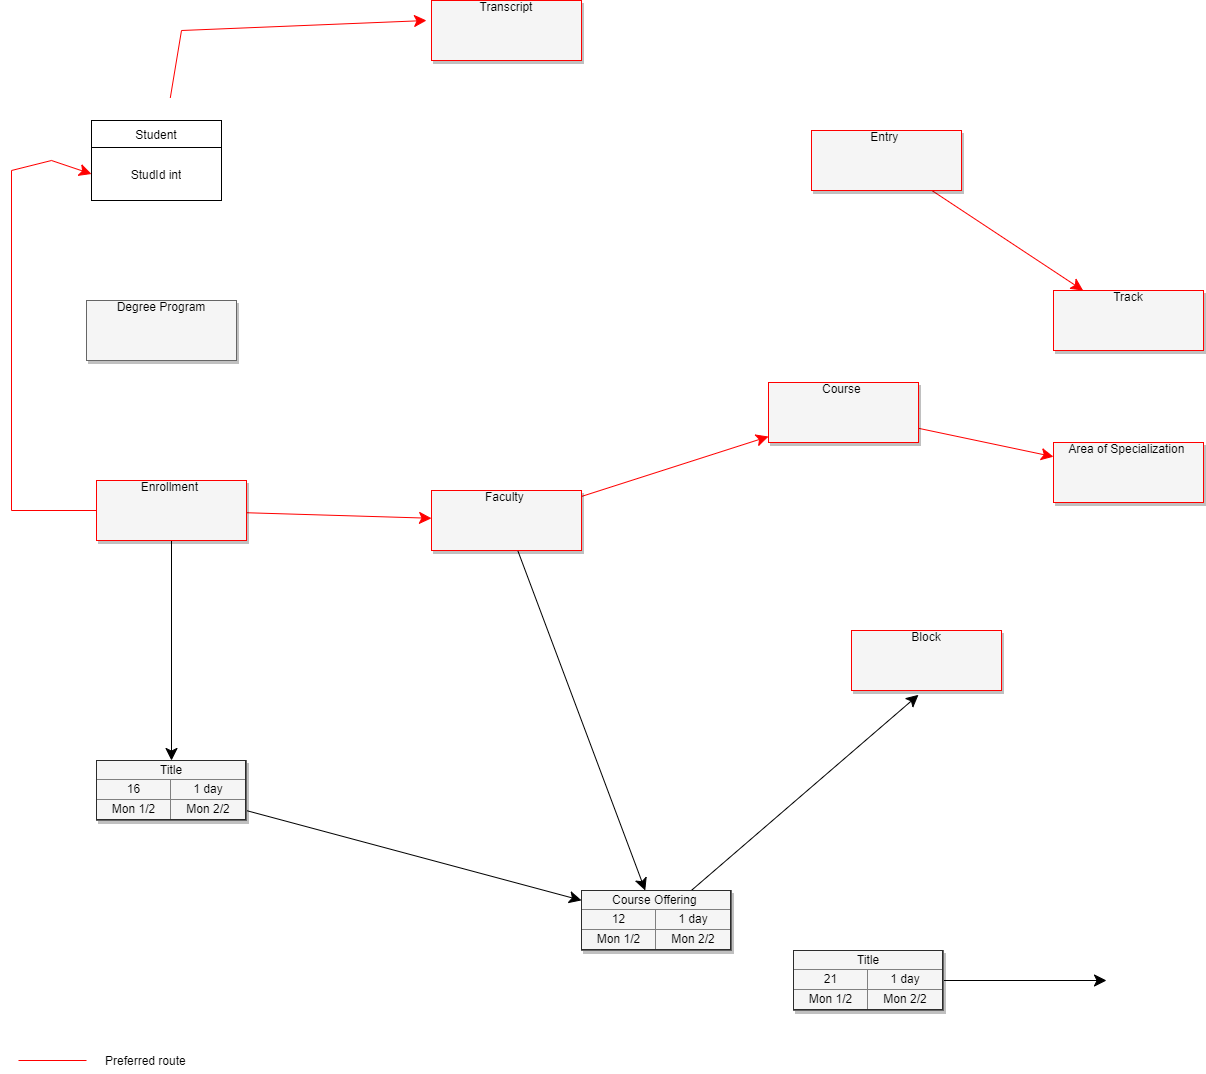 Transcript
Student
StudId int
Entry
Degree Program
Track
Course
Area of Specialization
Enrollment
Faculty
Block
Title
16
1 day
Mon 1/2
Mon 2/2
Course Offering
12
1 day
Mon 1/2
Mon 2/2
Title
21
1 day
Mon 1/2
Mon 2/2
Preferred route